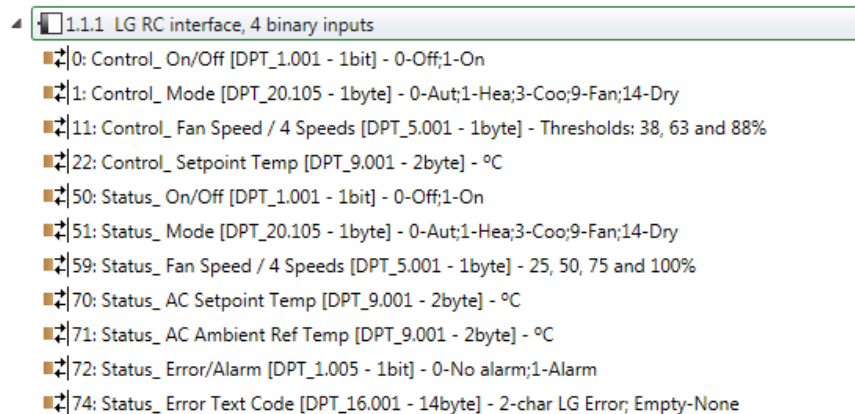 1.1.1 LG RC interface, 4 binary inputs
0: Control_ On/Off [DPT_1.001 - 1bit] - 0-Off;1-On
1: Control_ Mode [DPT_20.105 - 1byte] - 0-Aut;1-Hea;3-Coo;9-Fan;14-Dry
11: Control_ Fan Speed / 4 Speeds [DPT_5.001 - 1byte] - Thresholds: 38, 63 and 88%
22: Control_ Setpoint Temp [DPT_9.001 - 2byte] - ºC
50: Status_ On/Off [DPT_1.001 - 1bit] - 0-Off;1-On
51: Status_ Mode [DPT_20.105 - 1byte] - 0-Aut;1-Hea;3-Coo;9-Fan;14-Dry
59: Status_ Fan Speed / 4 Speeds [DPT_5.001 - 1byte] - 25, 50, 75 and 100%
70: Status_ AC Setpoint Temp [DPT_9.001 - 2byte] - ºC
71: Status_ AC Ambient Ref Temp [DPT_9.001 - 2byte] - ºC
72: Status_ Error/Alarm [DPT_1.005 - 1bit] - 0-No alarm;1-Alarm
74: Status_ Error Text Code [DPT_16.001 - 14byte] - 2-char LG Error; Empty-None